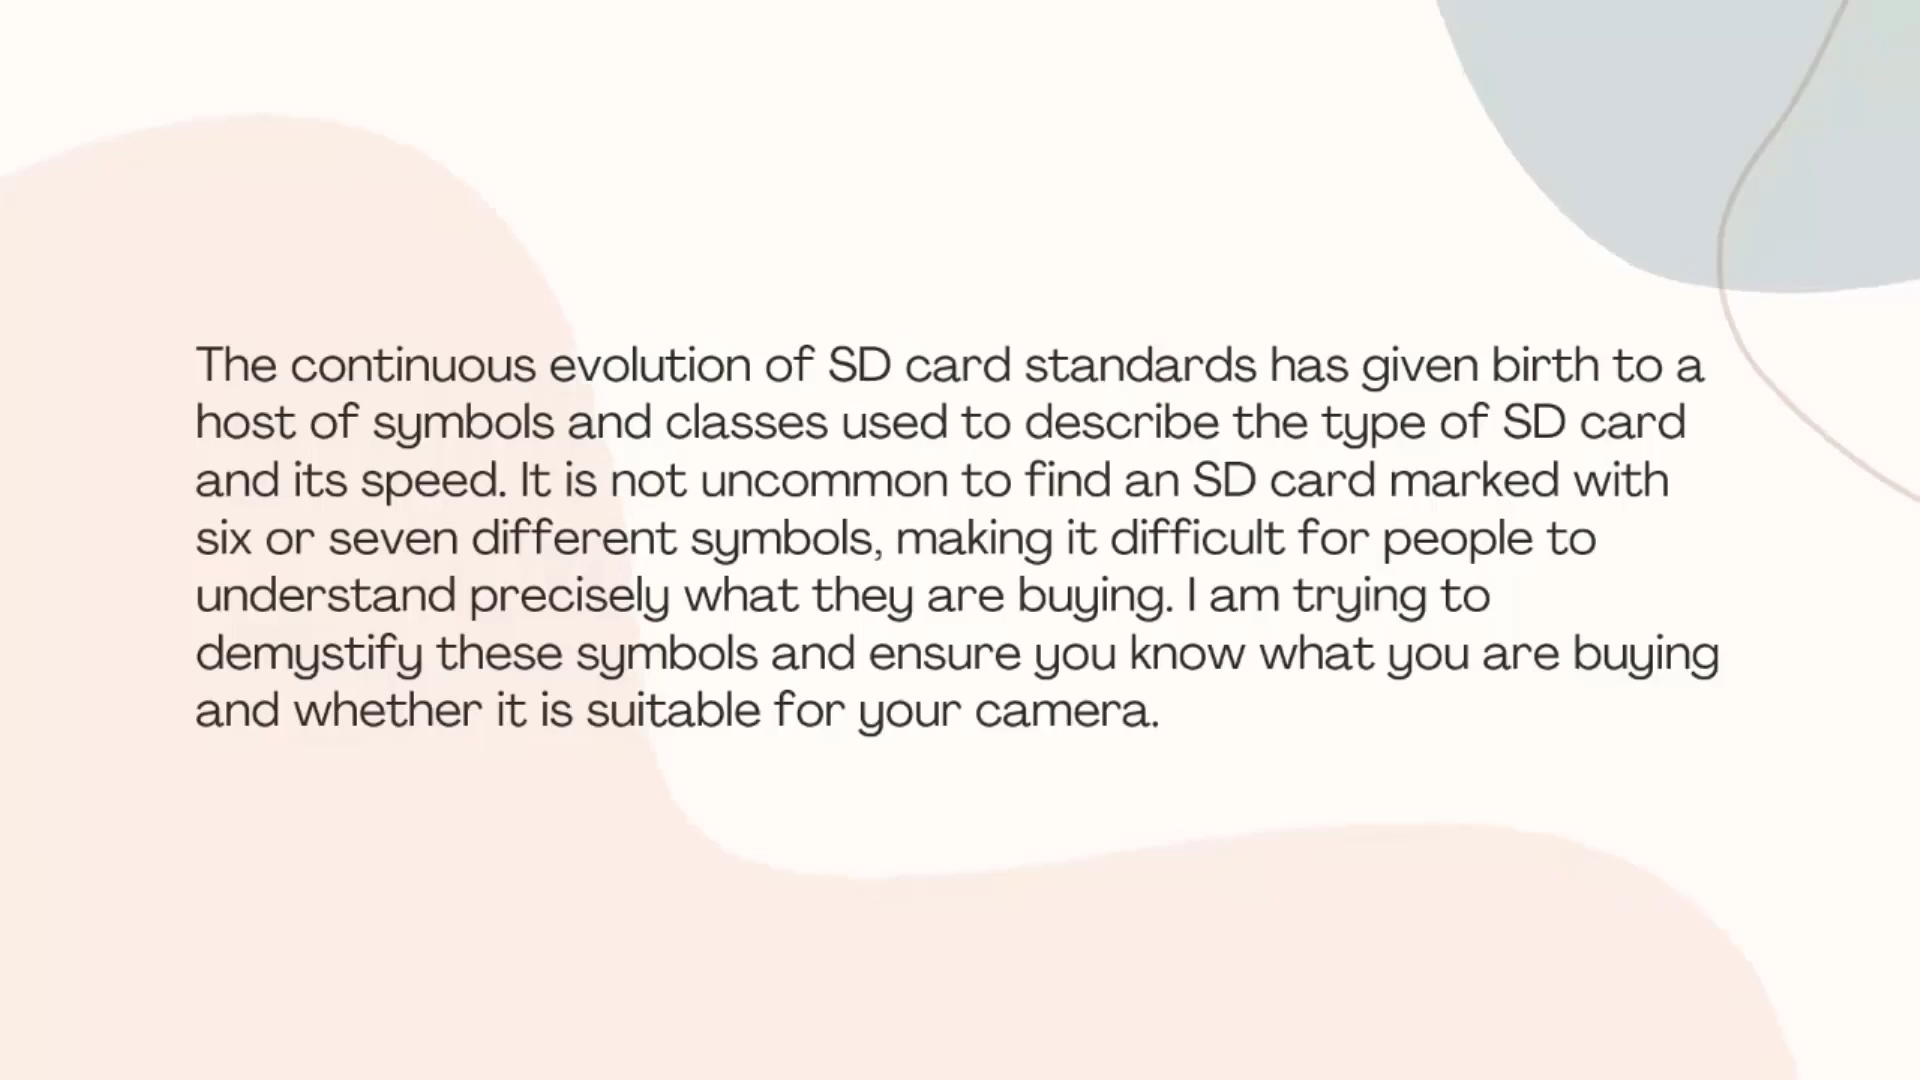 The continuous evolution of SD card standards has given birth to a
host of symbols and classes used to describe the type of SD card
and its speed. It is not uncommon to find an SD card marked with
six or seven different symbols, making it difficult for people to
understand precisely what they are buying. I am trying to
demystify these symbols and ensure you know what you are buying
and whether it is suitable for your camera.